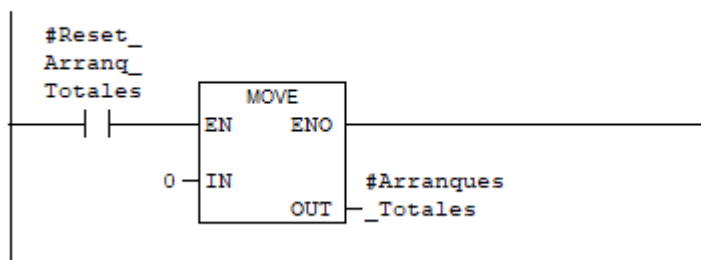 #Reset_
Arranq_
Totales
MOVE
EN ENO
0 IN #Arranques
OUT _Totales